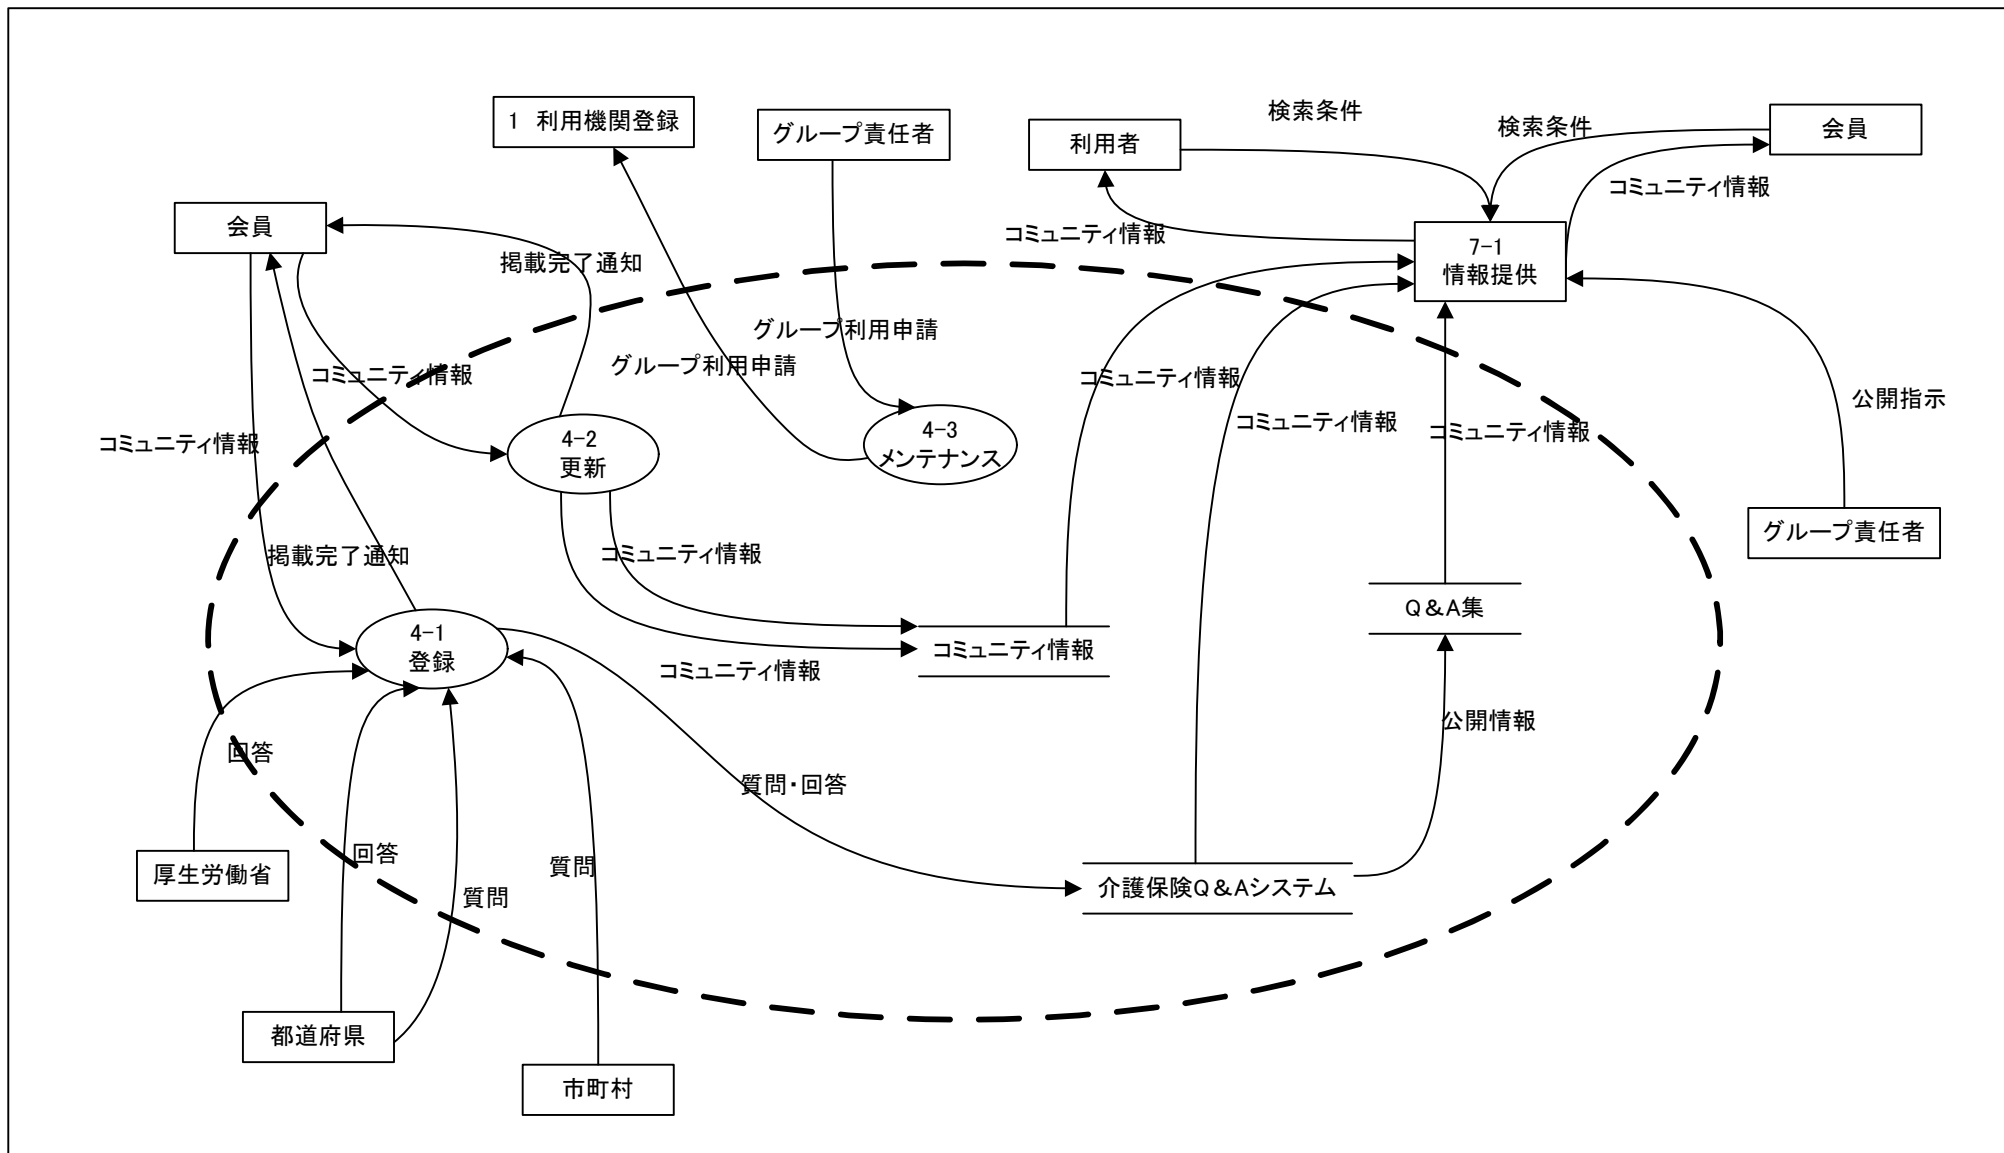 1 利用機関登録
グループ責任者
利用者
検索条件
検索条件
会員
コミュニティ情報
会員
掲載完了通知
コミュニティ情報
7-1
情報提供
グループ利用申請
グループ利用申請
コミュニティ情報
コミュニティ情報
コミュニティ情報
コミュニティ情報
公開指示
コミュニティ情報
4-2
更新
4-3
メンテナンス
グループ責任者
掲載完了通知
コミュニティ情報
Q&A集
4-1
登録
コミュニティ情報
コミュニティ情報
公開情報
回答
質問・回答
回答
質問
質問
厚生労働省
介護保険Q&Aシステム
都道府県
市町村